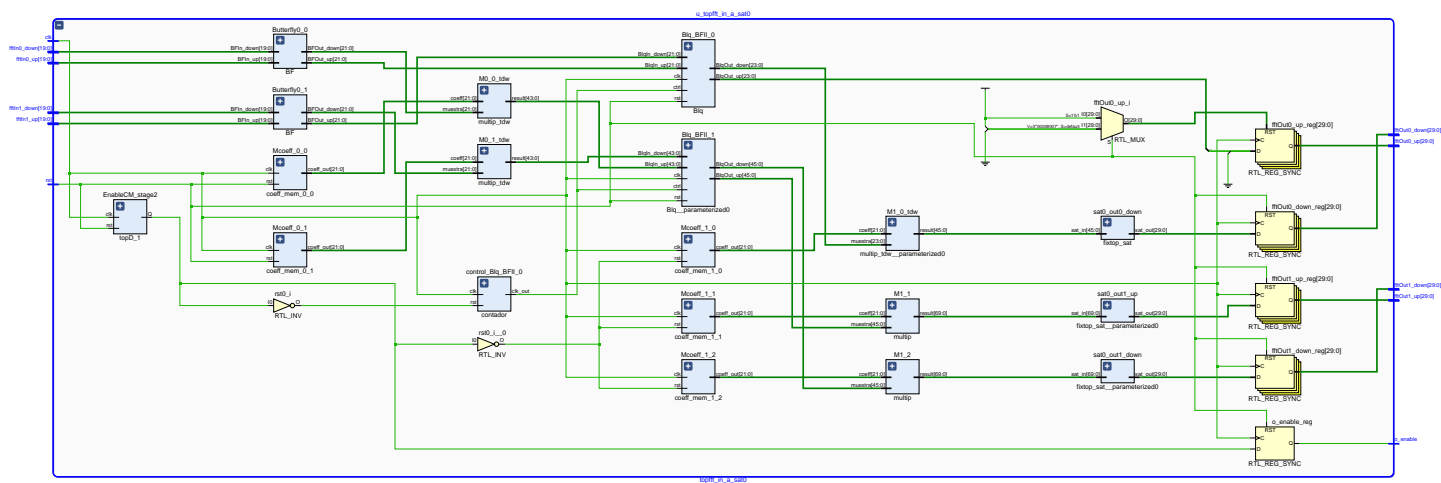 u_topfft_in_a_sat0
clk
fftIn0_down[19:0]
fftIn0_up[19:0]
fftIn1_down[19:0]
fftIn1_up[19:0]
rst
Butterfly0_0
BFIn_down[19:0]
BFIn_up[19:0]
BFOut_down[21:0]
BFOut_up[21:0]
BF
Butterfly0_1
BFIn_down[19:0]
BFIn_up[19:0]
BFOut_down[21:0]
BFOut_up[21:0]
BF
Mcoeff_0_0
clk
rst
coeff_out[21:0]
coeff_mem_0_0
EnableCM_stage2
clk
rst
Q
topD_1
Mcoeff_0_1
clk
rst
coeff_out[21:0]
coeff_mem_0_1
rst0_i
I0
O
RTL_INV
M0_0_tdw
coeff[21:0]
muestra[21:0]
result[43:0]
multip_tdw
M0_1_tdw
coeff[21:0]
muestra[21:0]
result[43:0]
multip_tdw
control_Blq_BFII_0
clk
rst
clk_out
contador
rst0_i__0
I0
O
RTL_INV
Blq_BFII_0
BlqIn_down[21:0]
BlqIn_up[21:0]
clk
ctrl
rst
BlqOut_down[23:0]
BlqOut_up[23:0]
Blq
Blq_BFII_1
BlqIn_down[43:0]
BlqIn_up[43:0]
clk
ctrl
rst
BlqOut_down[45:0]
BlqOut_up[45:0]
Blq__parameterized0
Mcoeff_1_0
clk
rst
coeff_out[21:0]
coeff_mem_1_0
Mcoeff_1_1
clk
rst
coeff_out[21:0]
coeff_mem_1_1
Mcoeff_1_2
clk
rst
coeff_out[21:0]
coeff_mem_1_2
M1_0_tdw
coeff[21:0]
muestra[23:0]
result[45:0]
multip_tdw__parameterized0
M1_1
coeff[21:0]
muestra[45:0]
result[69:0]
multip
M1_2
coeff[21:0]
muestra[45:0]
result[69:0]
multip
fftOut0_up_i
I0[29:0]
I1[29:0]
O[29:0]
S
RTL_MUX
sat0_out0_down
sat_in[45:0]
sat_out[29:0]
fixtop_sat
sat0_out1_up
sat_in[69:0]
sat_out[29:0]
fixtop_sat__parameterized0
sat0_out1_down
sat_in[69:0]
sat_out[29:0]
fixtop_sat__parameterized0
fftOut0_up_reg[29:0]
RST
C
D
Q
RTL_REG_SYNC
fftOut0_down_reg[29:0]
RST
C
D
Q
RTL_REG_SYNC
fftOut1_up_reg[29:0]
RST
C
D
Q
RTL_REG_SYNC
fftOut1_down_reg[29:0]
RST
C
D
Q
RTL_REG_SYNC
o_enable_reg
RST
C
D
Q
RTL_REG_SYNC
fftOut0_down[29:0]
fftOut0_up[29:0]
fftOut1_down[29:0]
fftOut1_up[29:0]
o_enable
topfft_in_a_sat0